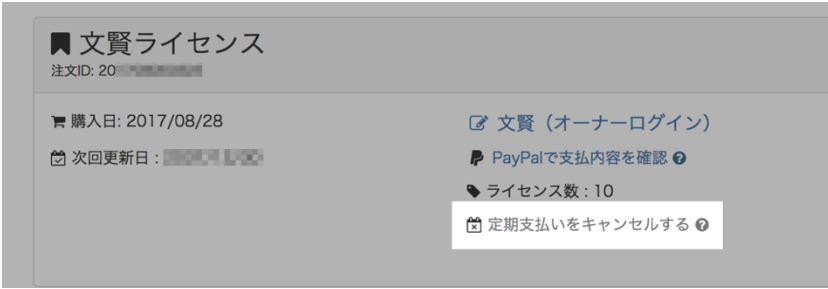 文賢ライセンス
注文ID: 20
購入日: 2017/08/28
次回更新日 :
文賢（オーナーログイン）
PayPalで支払内容を確認
ライセンス数 : 10
定期支払いをキャンセルする